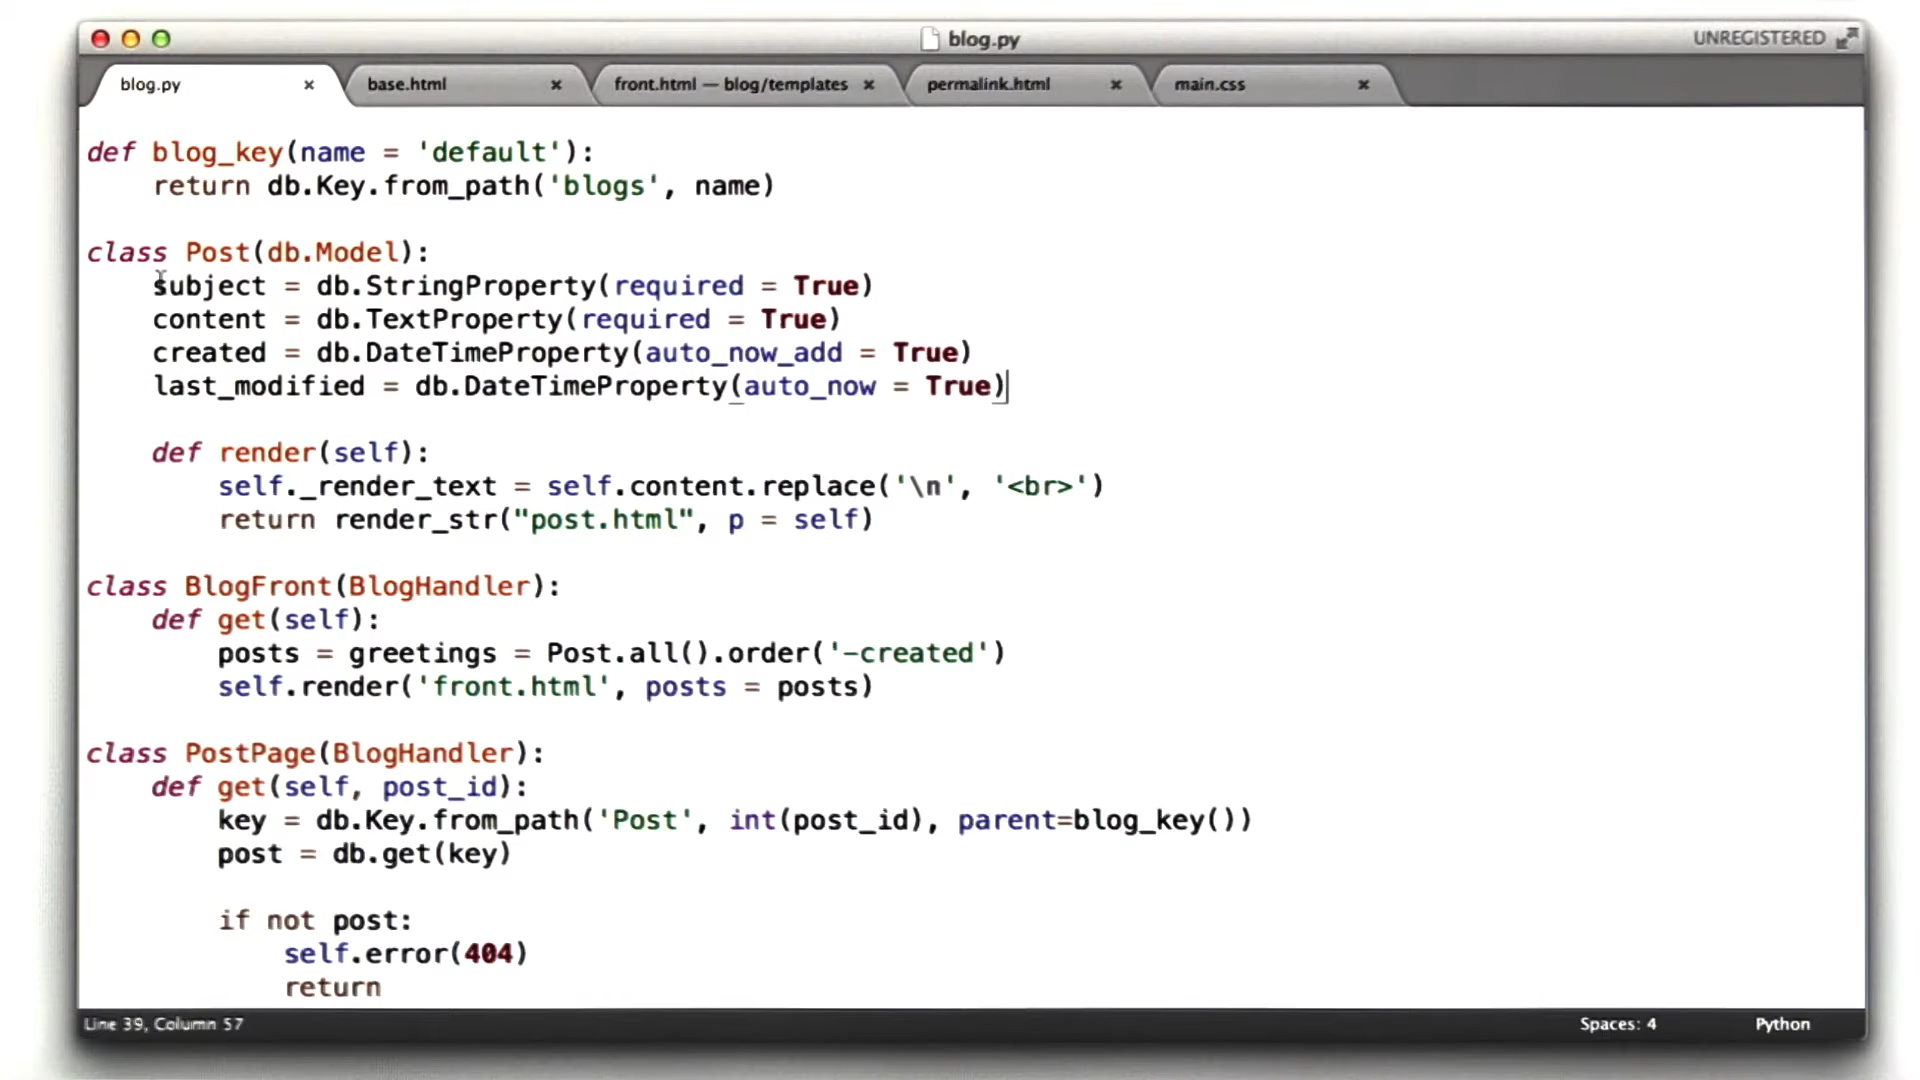 blog.py
UNREGISTERED
blog.py × base.html × front.html — blog/templates × permalink.html × main.css ×
def blog_key(name = 'default'):
    return db.Key.from_path('blogs', name)

class Post(db.Model):
    subject = db.StringProperty(required = True)
    content = db.TextProperty(required = True)
    created = db.DateTimeProperty(auto_now_add = True)
    last_modified = db.DateTimeProperty(auto_now = True)

    def render(self):
        self._render_text = self.content.replace('\n', '<br>')
        return render_str("post.html", p = self)

class BlogFront(BlogHandler):
    def get(self):
        posts = greetings = Post.all().order('-created')
        self.render('front.html', posts = posts)

class PostPage(BlogHandler):
    def get(self, post_id):
        key = db.Key.from_path('Post', int(post_id), parent=blog_key())
        post = db.get(key)

        if not post:
            self.error(404)
            return
Line 39, Column 57
Spaces: 4
Python